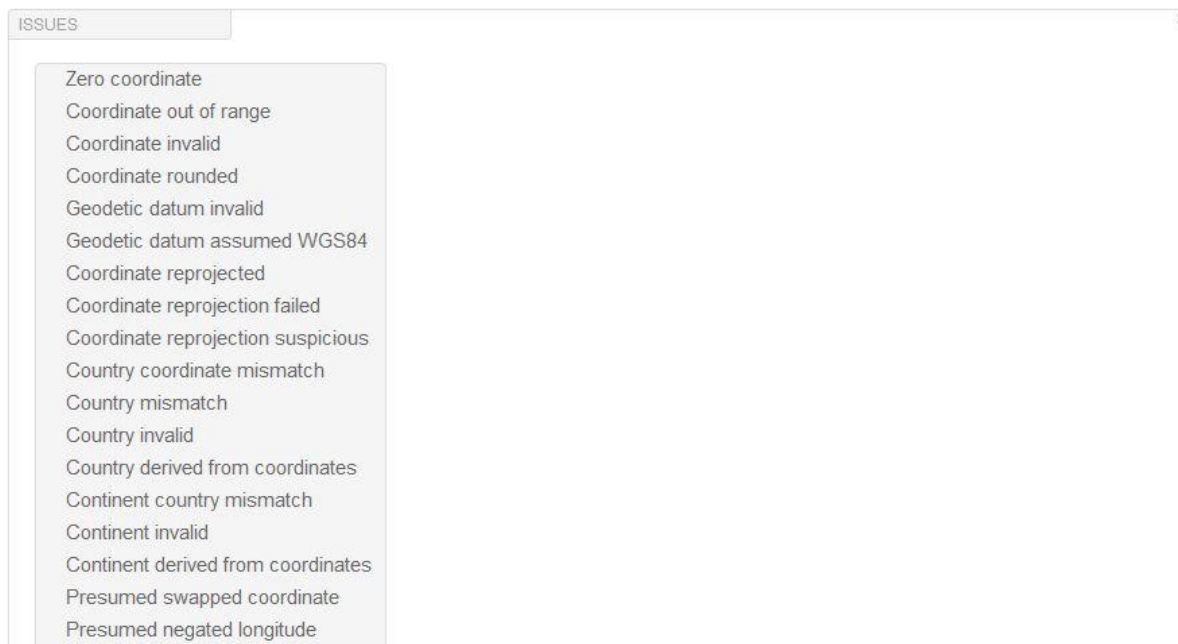 ISSUES
Zero coordinate
Coordinate out of range
Coordinate invalid
Coordinate rounded
Geodetic datum invalid
Geodetic datum assumed WGS84
Coordinate reprojected
Coordinate reprojection failed
Coordinate reprojection suspicious
Country coordinate mismatch
Country mismatch
Country invalid
Country derived from coordinates
Continent country mismatch
Continent invalid
Continent derived from coordinates
Presumed swapped coordinate
Presumed negated longitude